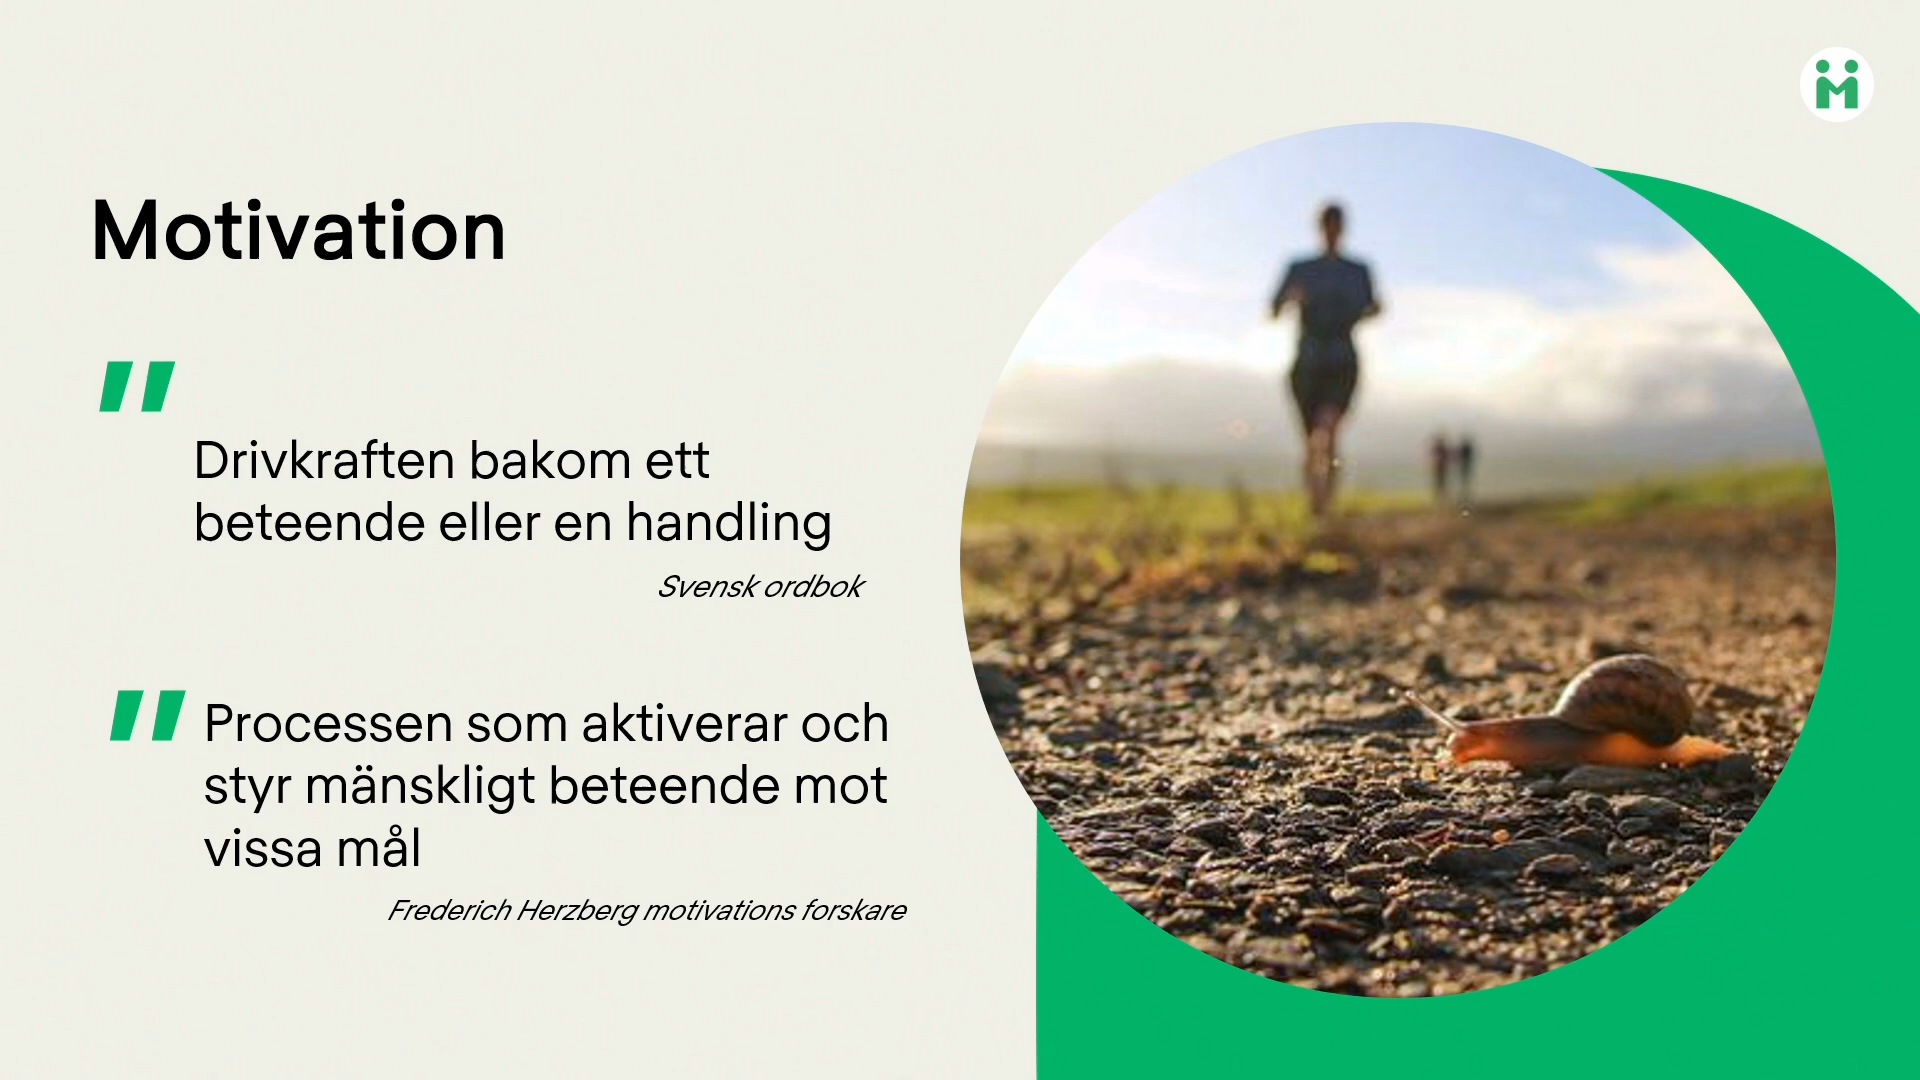 Motivation
" Drivkraften bakom ett
beteende eller en handling
Svensk ordbok
" Processen som aktiverar och
styr mänskligt beteende mot
vissa mål
Frederich Herzberg motivations forskare